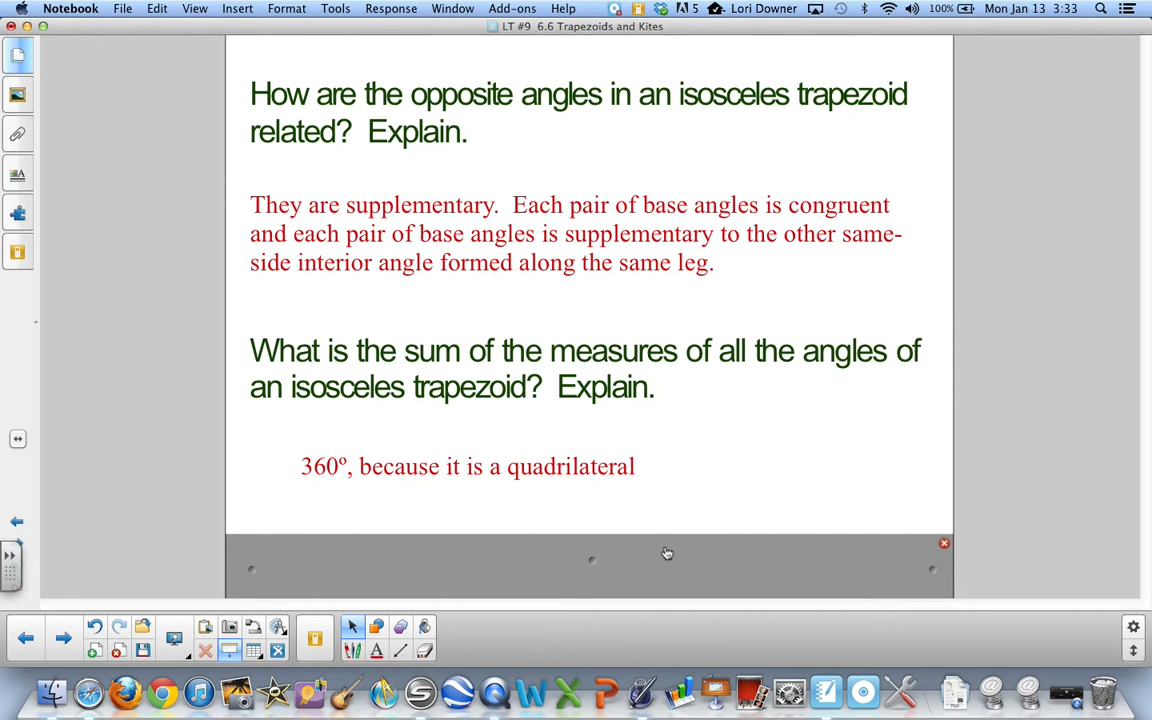 Notebook File Edit View Insert Format Tools Response Window Add-ons Help 5 Lori Downer 100% Mon Jan 13 3:33
LT #9 6.6 Trapezoids and Kites
How are the opposite angles in an isosceles trapezoid
related? Explain.
They are supplementary. Each pair of base angles is congruent
and each pair of base angles is supplementary to the other same-
side interior angle formed along the same leg.
What is the sum of the measures of all the angles of
an isosceles trapezoid? Explain.
360º, because it is a quadrilateral